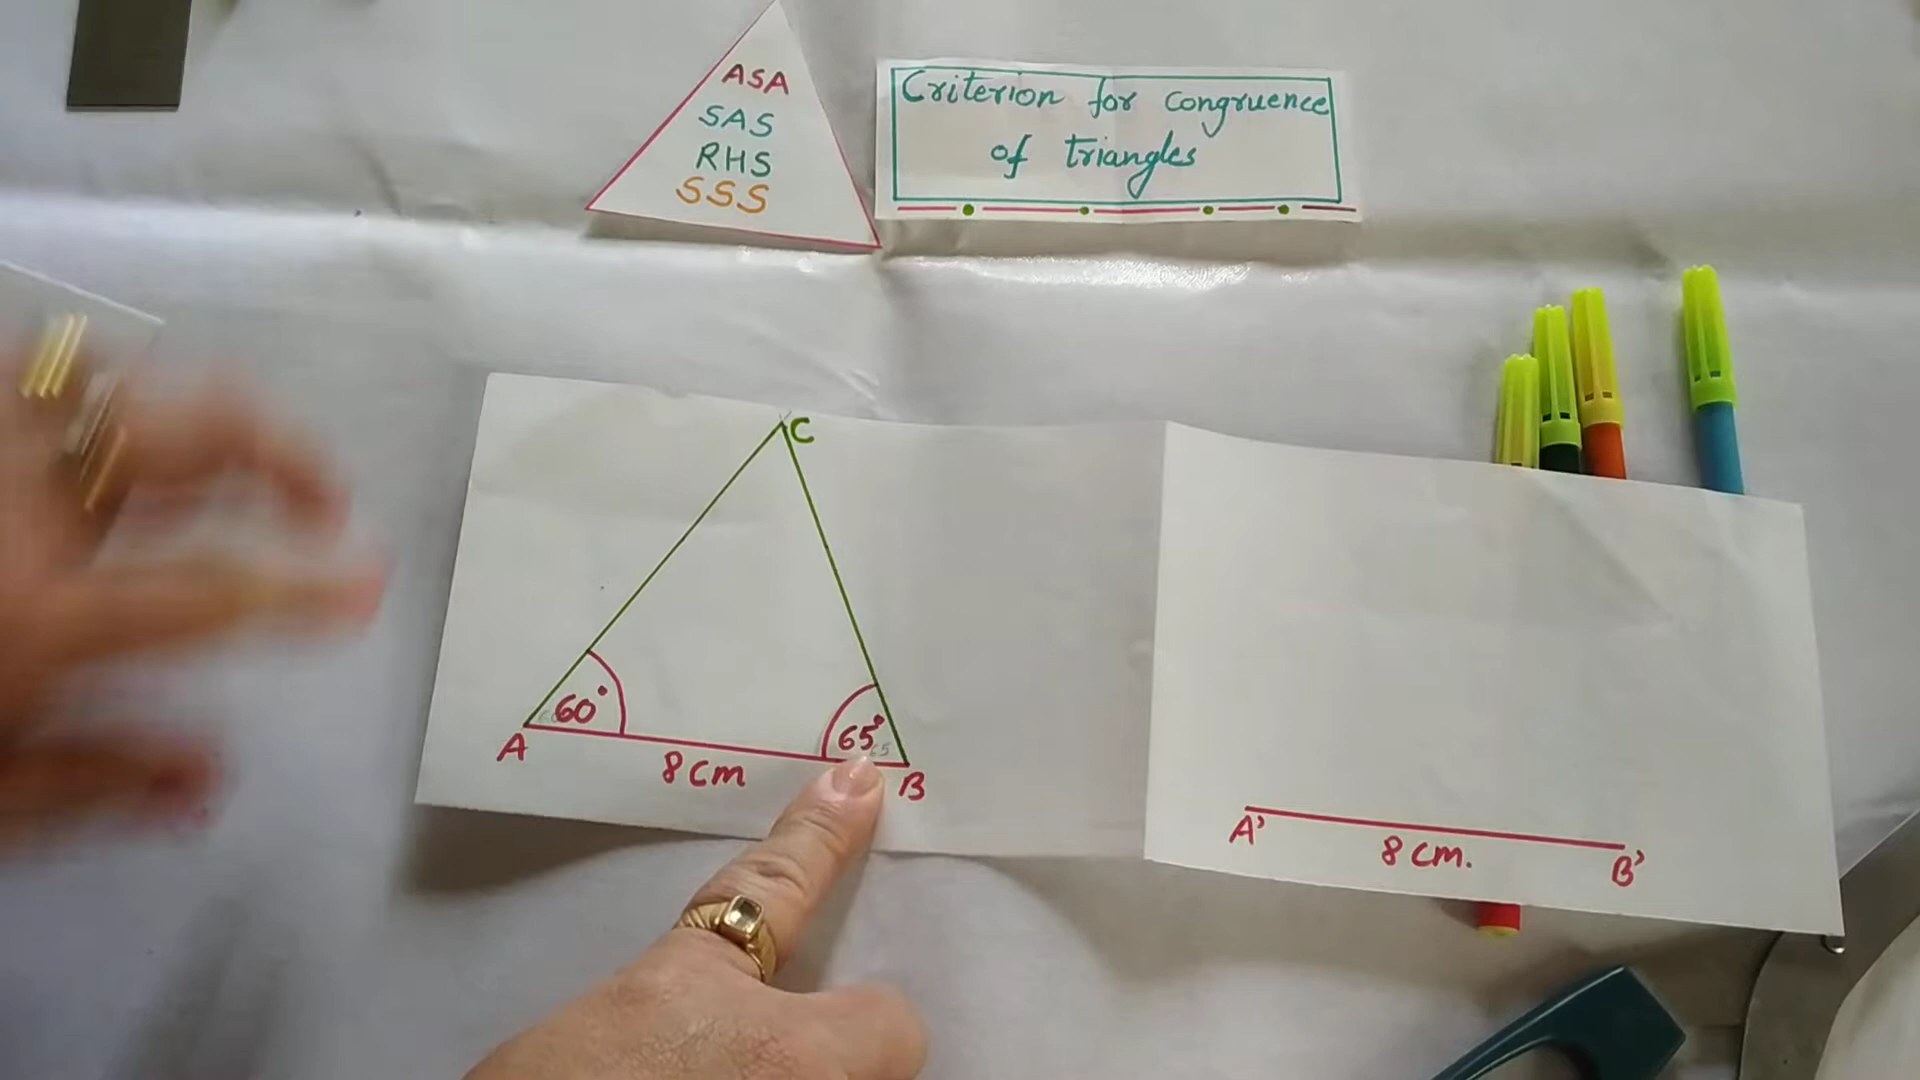 ASA
SAS
RHS
SSS
Criterion for congruence
of triangles
C
60°
65°
A
8 cm
B
A'
8 cm.
B'